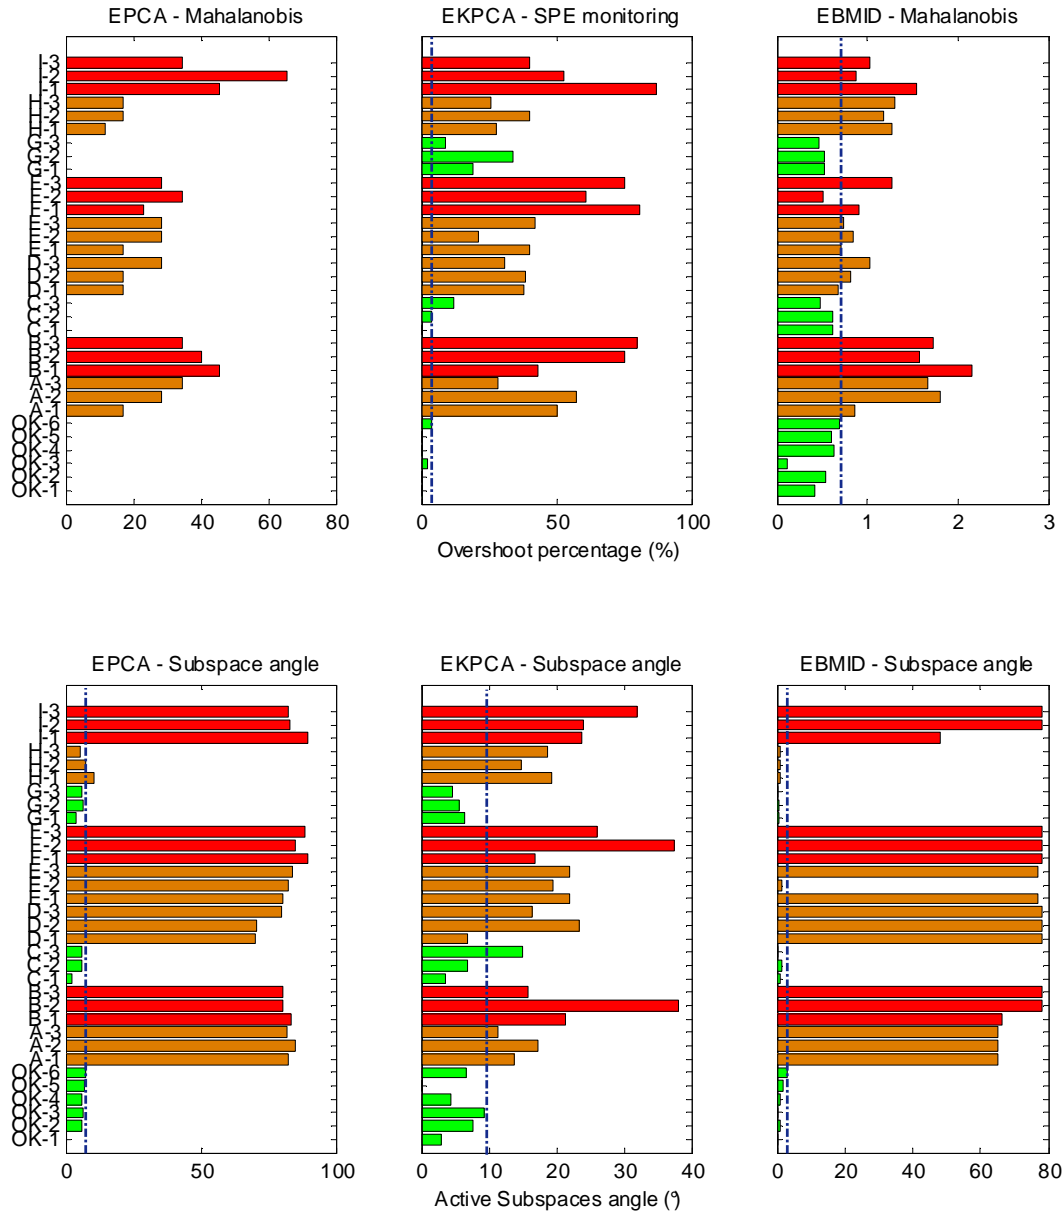 EPCA - Mahalanobis
EKPCA - SPE monitoring
EBMID - Mahalanobis
I-3
I-2
I-1
H-3
H-2
H-1
G-3
G-2
G-1
E-3
E-2
E-1
E-3
E-2
E-1
D-3
D-2
D-1
C-3
C-2
C-1
B-3
B-2
B-1
A-3
A-2
A-1
OK-6
OK-5
OK-4
OK-3
OK-2
OK-1
0 20 40 60 80
0 50 100
0 1 2 3
Overshoot percentage (%)
EPCA - Subspace angle
EKPCA - Subspace angle
EBMID - Subspace angle
I-3
I-2
I-1
H-3
H-2
H-1
G-3
G-2
G-1
E-3
E-2
E-1
E-3
E-2
E-1
D-3
D-2
D-1
C-3
C-2
C-1
B-3
B-2
B-1
A-3
A-2
A-1
OK-6
OK-5
OK-4
OK-3
OK-2
OK-1
0 50 100
0 10 20 30 40
0 20 40 60 80
Active Subspaces angle (°)